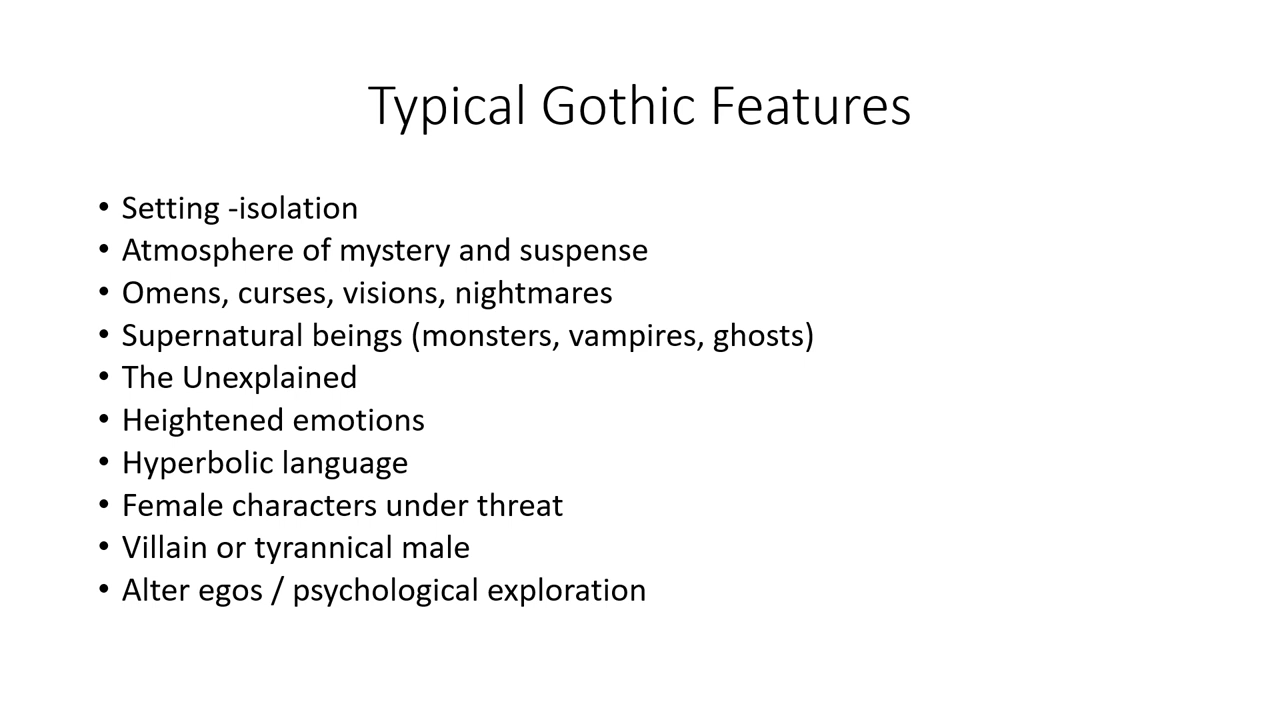 Typical Gothic Features
• Setting -isolation
• Atmosphere of mystery and suspense
• Omens, curses, visions, nightmares
• Supernatural beings (monsters, vampires, ghosts)
• The Unexplained
• Heightened emotions
• Hyperbolic language
• Female characters under threat
• Villain or tyrannical male
• Alter egos / psychological exploration